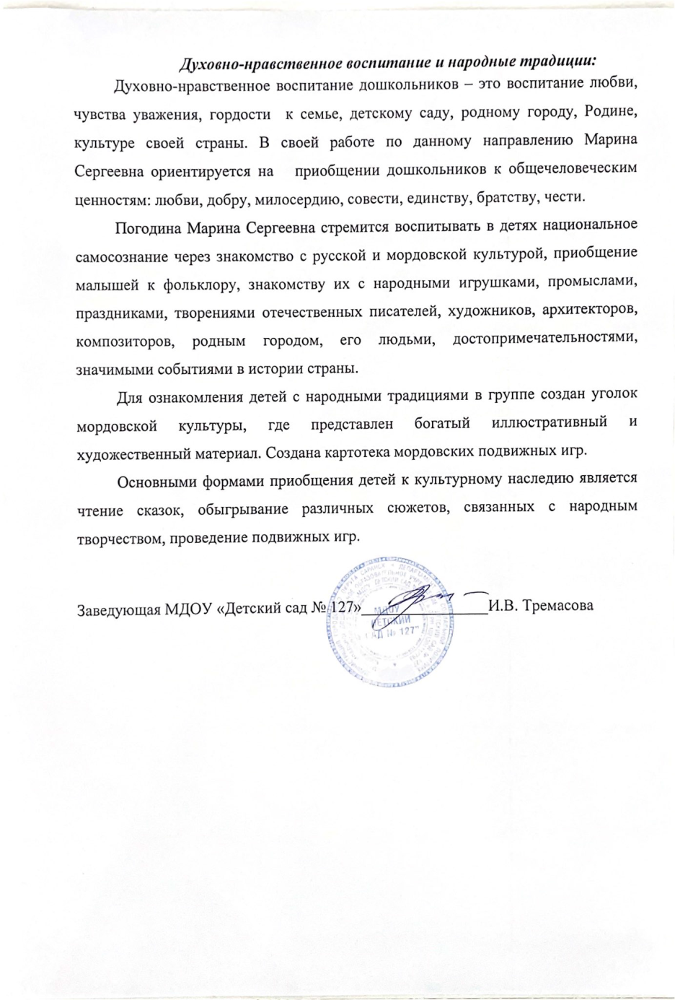 Духовно-нравственное воспитание и народные традиции:
Духовно-нравственное воспитание дошкольников – это воспитание любви,
чувства уважения, гордости к семье, детскому саду, родному городу, Родине,
культуре своей страны. В своей работе по данному направлению Марина
Сергеевна ориентируется на приобщении дошкольников к общечеловеческим
ценностям: любви, добру, милосердию, совести, единству, братству, чести.
Погодина Марина Сергеевна стремится воспитывать в детях национальное
самосознание через знакомство с русской и мордовской культурой, приобщение
малышей к фольклору, знакомству их с народными игрушками, промыслами,
праздниками, творениями отечественных писателей, художников, архитекторов,
композиторов, родным городом, его людьми, достопримечательностями,
значимыми событиями в истории страны.
Для ознакомления детей с народными традициями в группе создан уголок
мордовской культуры, где представлен богатый иллюстративный и
художественный материал. Создана картотека мордовских подвижных игр.
Основными формами приобщения детей к культурному наследию является
чтение сказок, обыгрывание различных сюжетов, связанных с народным
творчеством, проведение подвижных игр.
Заведующая МДОУ «Детский сад № 127»________________И.В. Тремасова
МДОУ
ДЕТСКИЙ
САД № 127"